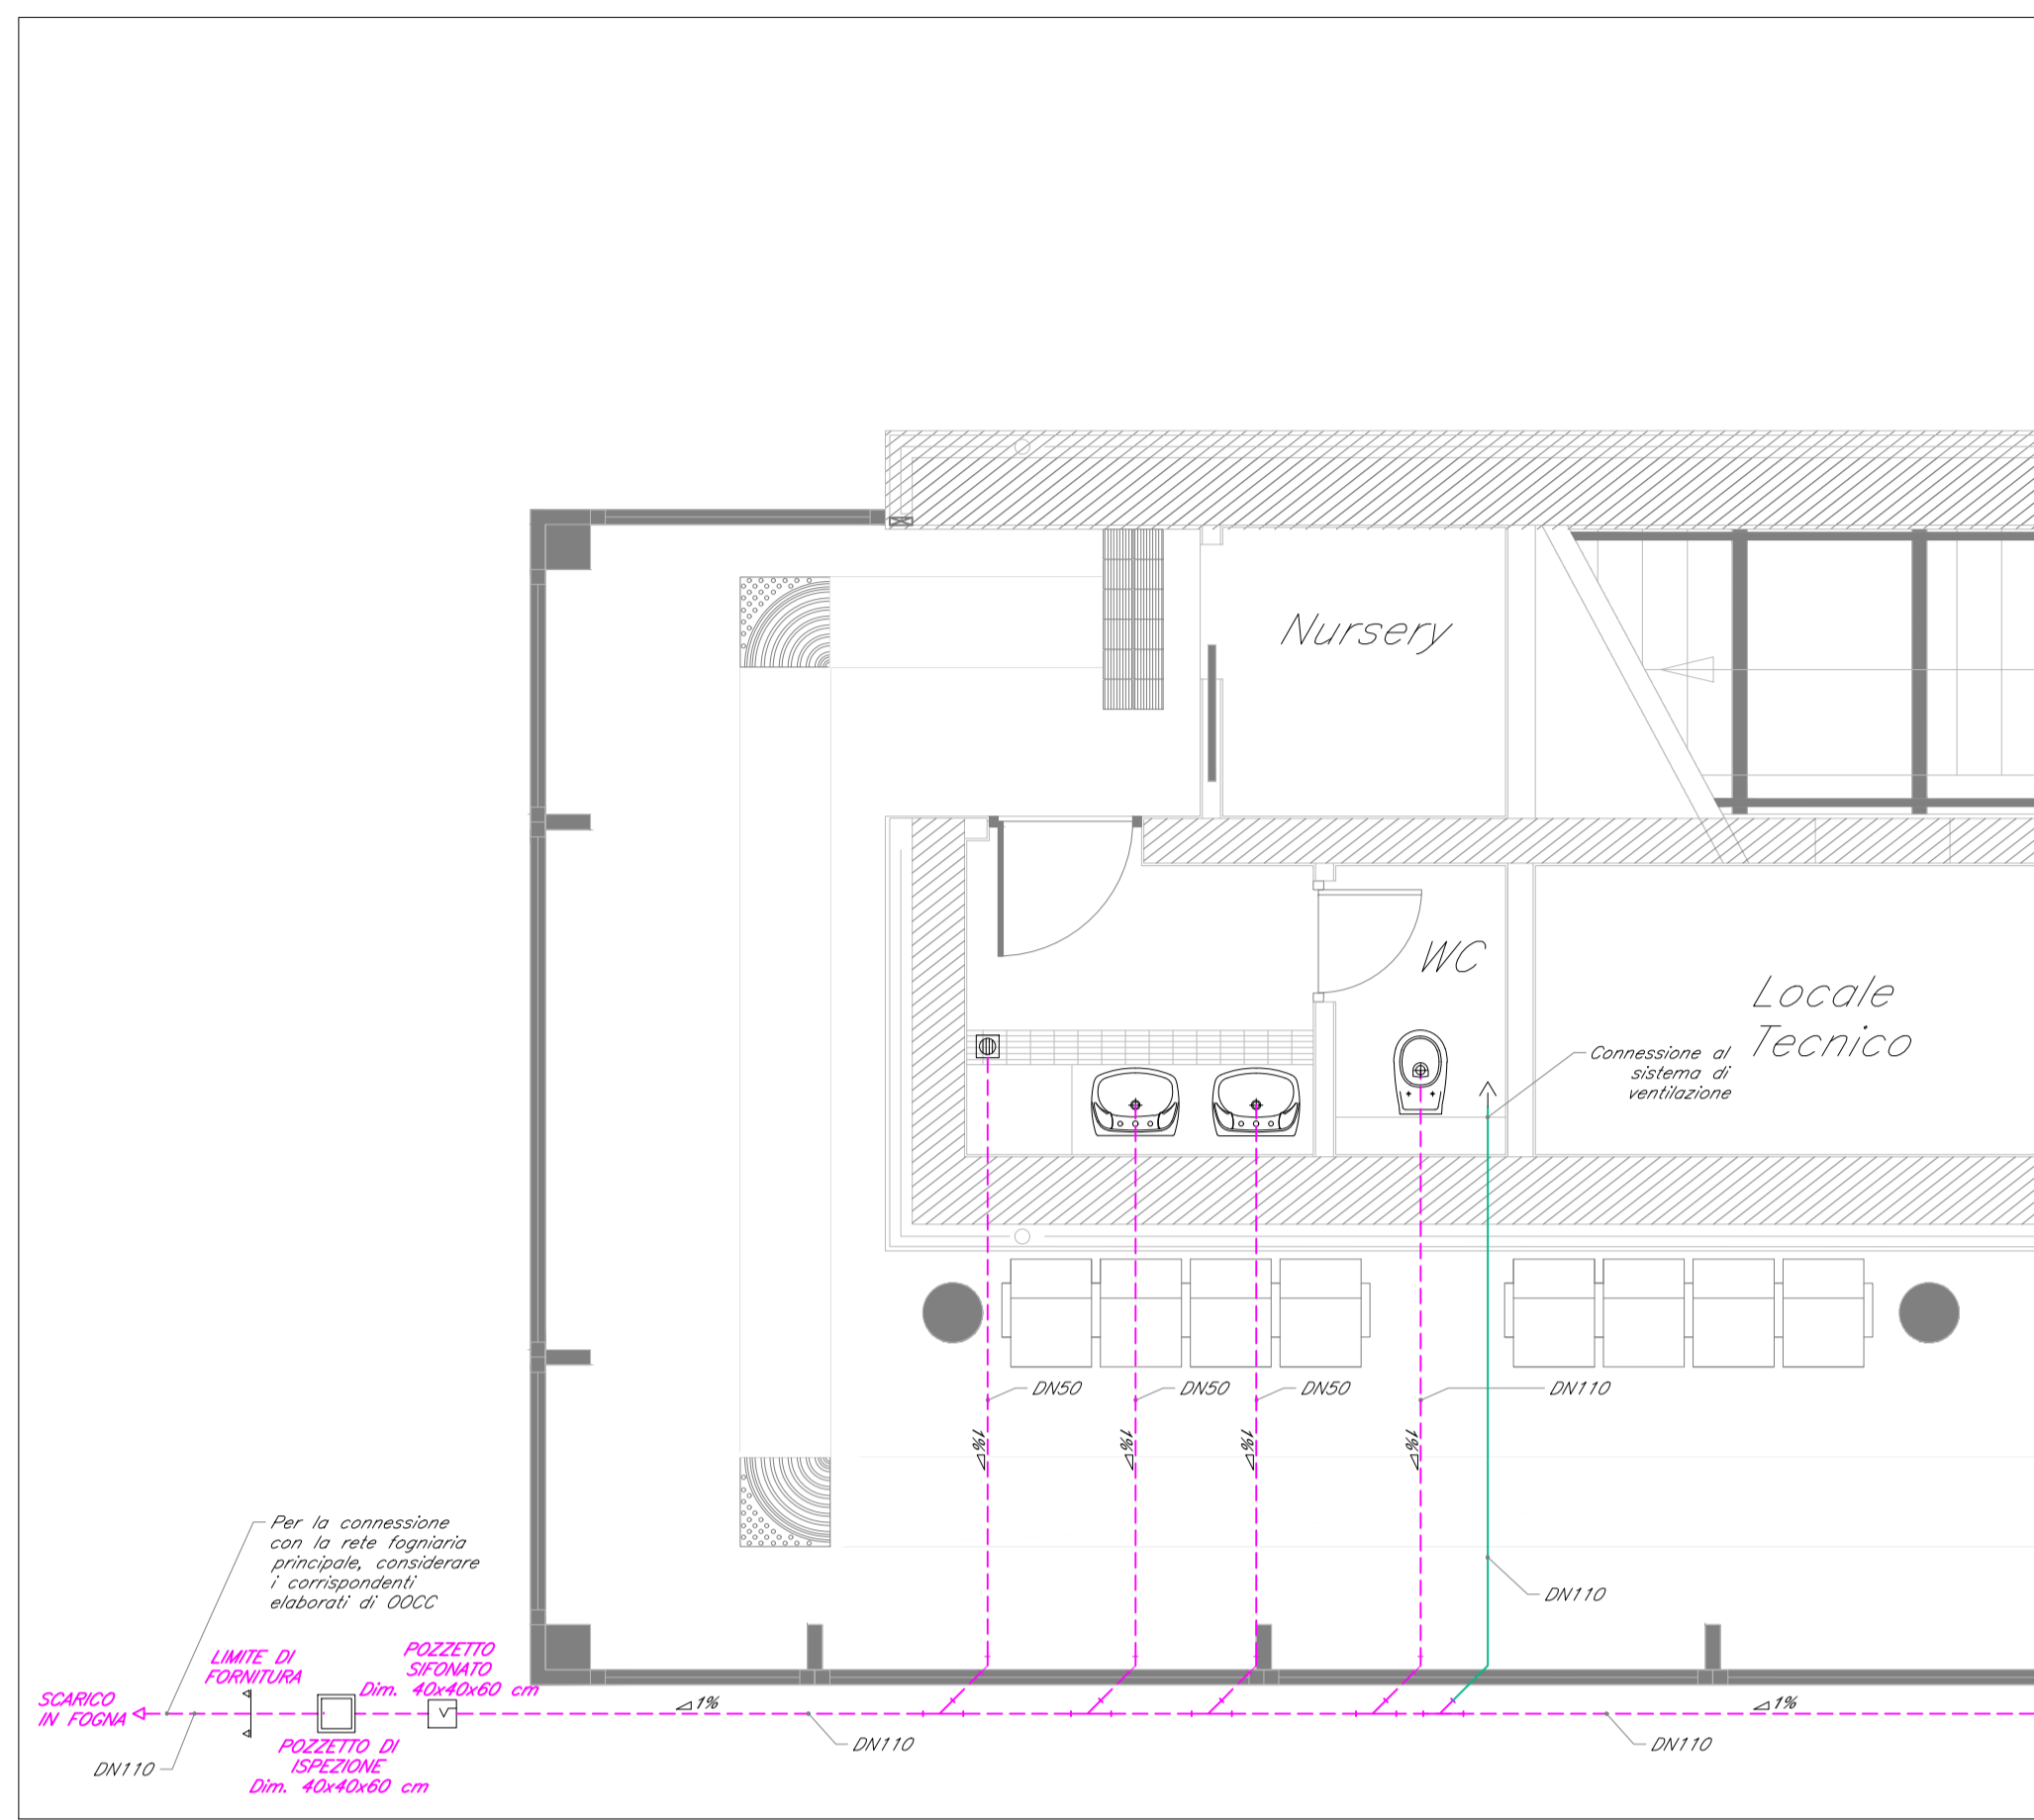 Nursery
WC
Locale
Tecnico
Connessione al
sistema di
ventilazione
DN50
DN50
DN50
DN110
1%
1%
1%
1%
DN110
Per la connessione
con la rete fogniaria
principale, considerare
i corrispondenti
elaborati di OOCC
LIMITE DI
FORNITURA
POZZETTO
SIFONATO
Dim. 40x40x60 cm
SCARICO
IN FOGNA
1%
1%
DN110
DN110
POZZETTO DI
ISPEZIONE
Dim. 40x40x60 cm
DN110